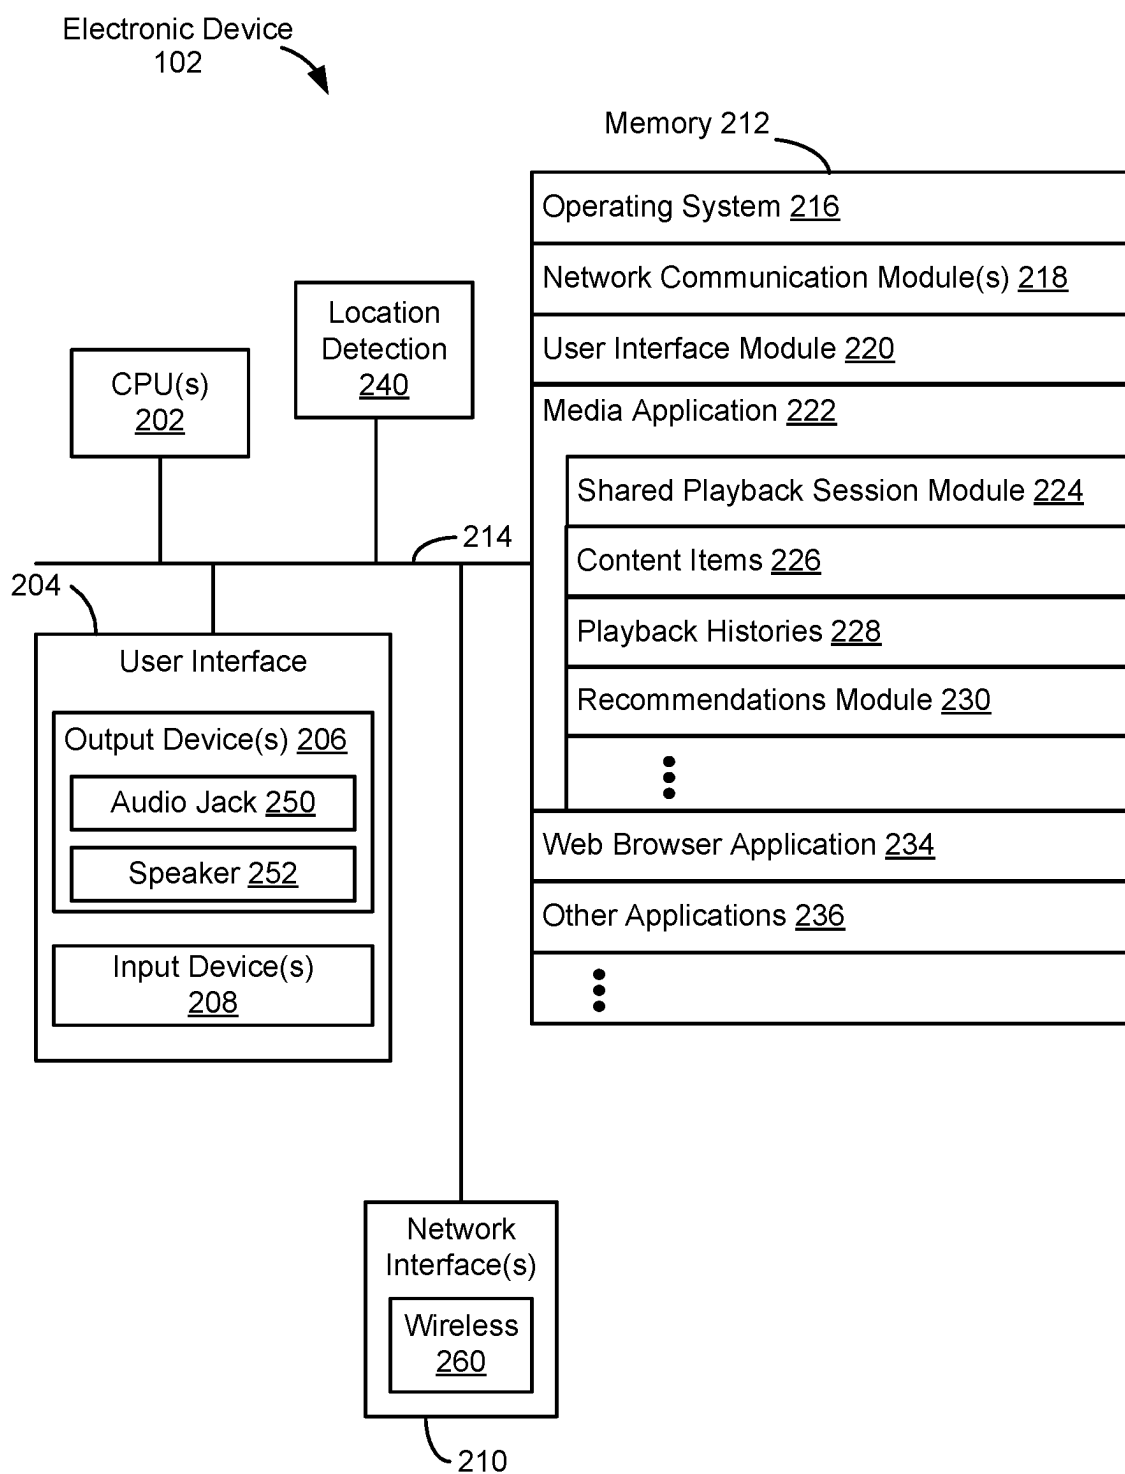 Electronic Device
102
Memory 212
Operating System 216
Network Communication Module(s) 218
User Interface Module 220
Media Application 222
Shared Playback Session Module 224
Content Items 226
Playback Histories 228
Recommendations Module 230
Web Browser Application 234
Other Applications 236
Location
Detection
240
CPU(s)
202
214
204
User Interface
Output Device(s) 206
Audio Jack 250
Speaker 252
Input Device(s)
208
Network
Interface(s)
Wireless
260
210